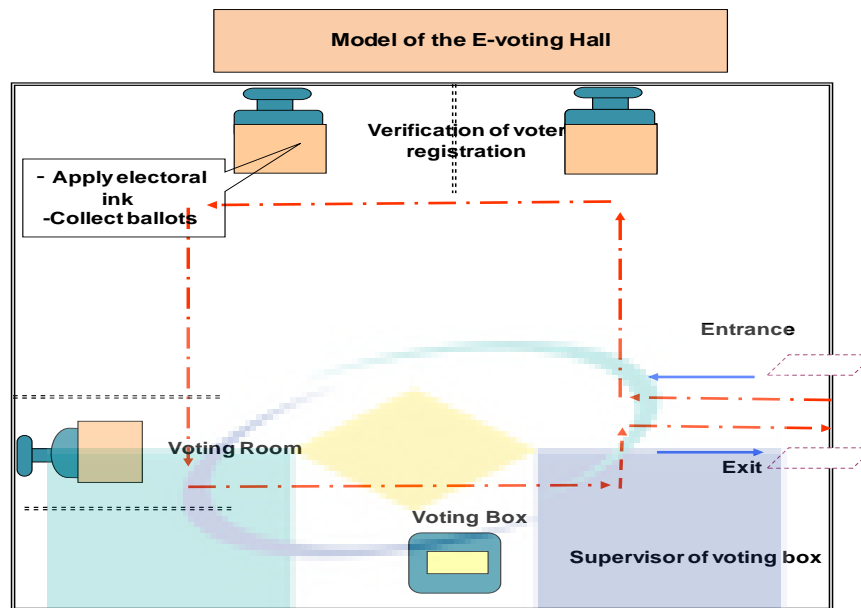 Model of the E-voting Hall
Verification of voter
registration
- Apply electoral
ink
-Collect ballots
Entrance
Voting Room
Exit
Voting Box
Supervisor of voting box